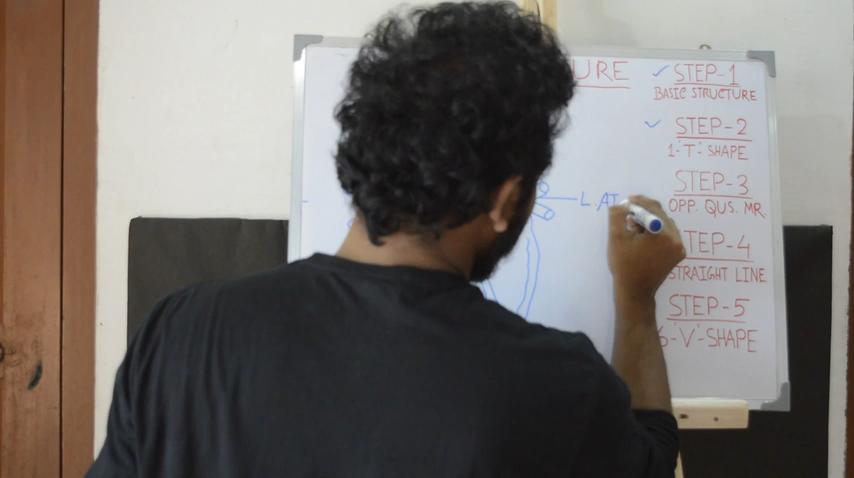 URE
STEP-1
BASIC STRUCTURE
STEP-2
1-'T'- SHAPE
STEP-3
OPP. QUS. MR.
TEP-4
STRAIGHT LINE
STEP-5
-'V'-SHAPE
L.AT